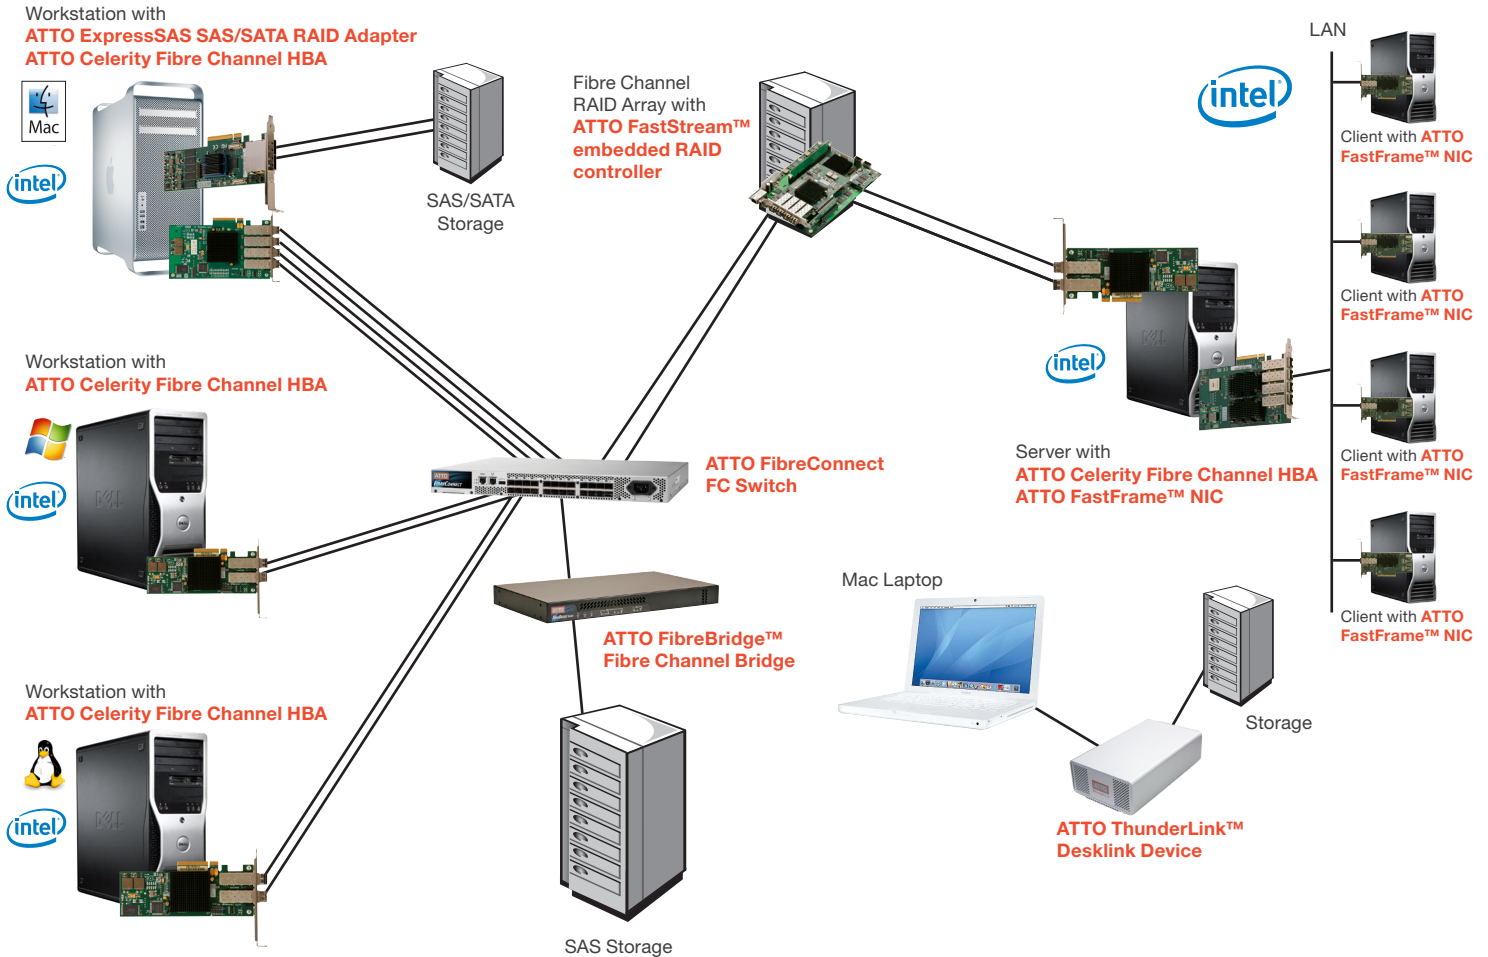 Workstation with
ATTO ExpressSAS SAS/SATA RAID Adapter
ATTO Celerity Fibre Channel HBA
Mac
intel
SAS/SATA
Storage
Fibre Channel
RAID Array with
ATTO FastStream™
embedded RAID
controller
intel
LAN
Client with ATTO
FastFrame™ NIC
Client with ATTO
FastFrame™ NIC
Client with ATTO
FastFrame™ NIC
Client with ATTO
FastFrame™ NIC
intel
Server with
ATTO Celerity Fibre Channel HBA
ATTO FastFrame™ NIC
Workstation with
ATTO Celerity Fibre Channel HBA
intel
DELL
ATTO
FibreConnect
ATTO FibreConnect
FC Switch
ATTO FibreBridge™
Fibre Channel Bridge
Workstation with
ATTO Celerity Fibre Channel HBA
intel
DELL
SAS Storage
Mac Laptop
Storage
ATTO
ATTO ThunderLink™
Desklink Device